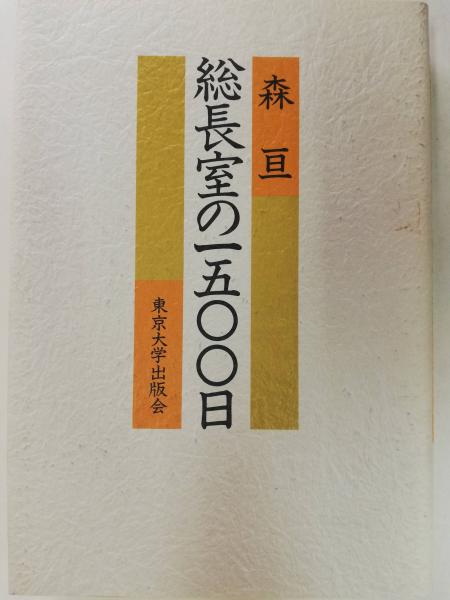 森亘
総長室の一五〇〇日
東京大学出版会